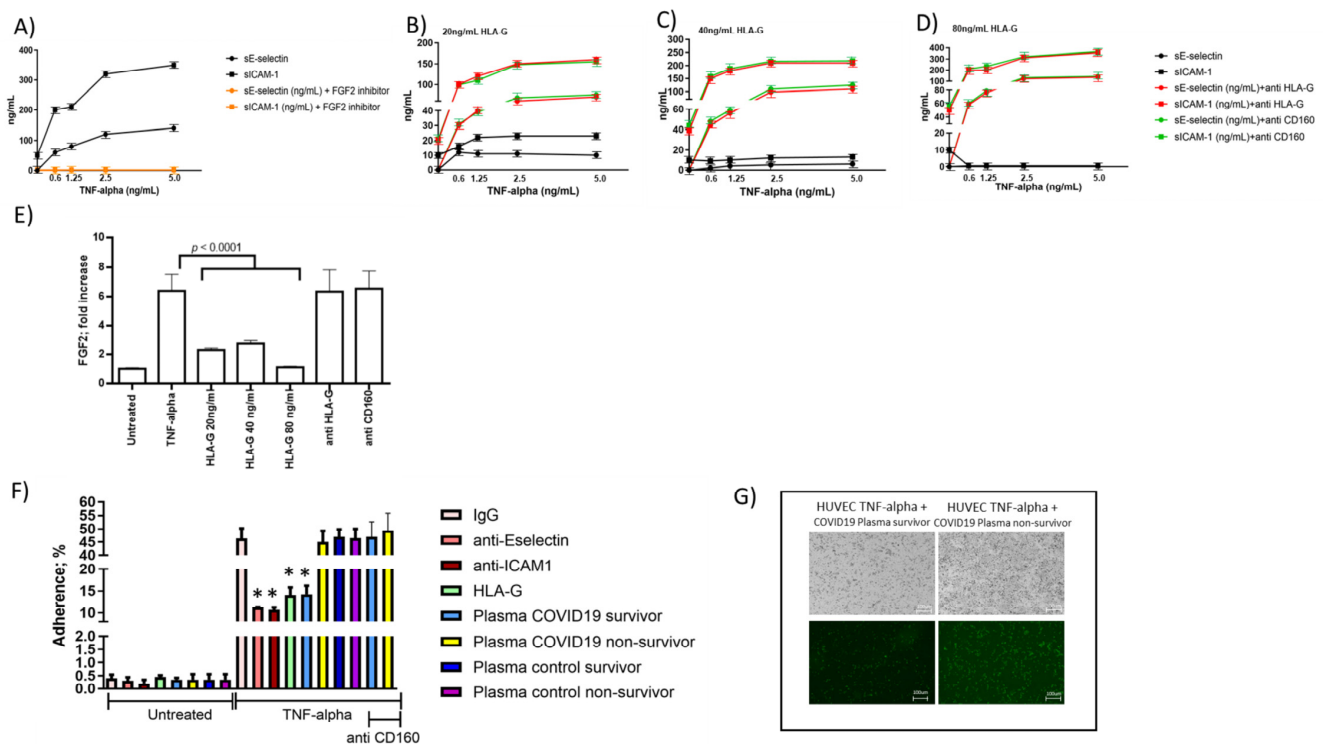 A)
ng/mL
400
300
200
100
0
0.6 1.25 2.5 5.0
TNF-alpha (ng/mL)
sE-selectin
sICAM-1
sE-selectin (ng/mL) + FGF2 inhibitor
sICAM-1 (ng/mL) + FGF2 inhibitor
B)
20ng/mL HLA-G
ng/mL
200
150
100
50
40
30
20
10
0
0.6 1.25 2.5 5.0
TNF-alpha (ng/mL)
C)
40ng/mL HLA-G
ng/mL
300
250
200
150
100
50
60
40
20
0
0.6 1.25 2.5 5.0
TNF-alpha (ng/mL)
D)
80ng/mL HLA-G
ng/mL
400
300
200
100
80
60
20
10
0
0.6 1.25 2.5 5.0
TNF-alpha (ng/mL)
sE-selectin
sICAM-1
sE-selectin (ng/mL)+anti HLA-G
sICAM-1 (ng/mL)+anti HLA-G
sE-selectin (ng/mL)+anti CD160
sICAM-1 (ng/mL)+anti CD160
E)
FGF2; fold increase
10
8
6
4
2
0
p < 0.0001
Untreated
TNF-alpha
HLA-G 20ng/ml
HLA-G 40 ng/ml
HLA-G 80 ng/ml
anti HLA-G
anti CD160
F)
Adherence; %
60
55
50
45
40
20
15
10
5
2.0
1.5
1.0
0.5
0.0
* * * *
Untreated
TNF-alpha
anti CD160
IgG
anti-Eselectin
anti-ICAM1
HLA-G
Plasma COVID19 survivor
Plasma COVID19 non-survivor
Plasma control survivor
Plasma control non-survivor
G)
HUVEC TNF-alpha +
COVID19 Plasma survivor
HUVEC TNF-alpha +
COVID19 Plasma non-survivor
100um
100um